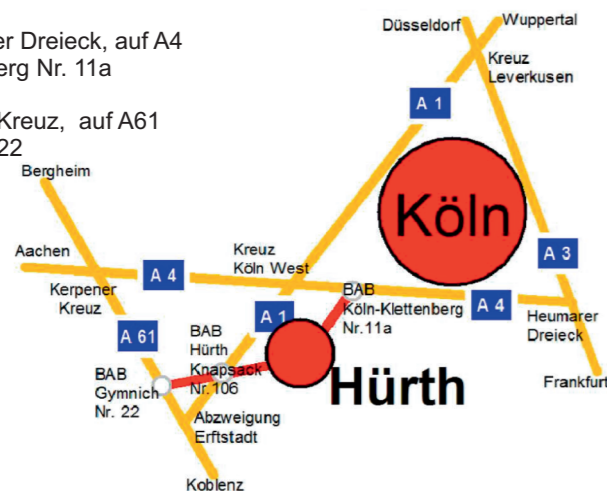 er Dreieck, auf A4
erg Nr. 11a
Kreuz, auf A61
22
Düsseldorf
Wuppertal
Kreuz
Leverkusen
A 1
Bergheim
Köln
Aachen
Kreuz
Köln West
A 3
A 4
Kerpener
Kreuz
BAB
Köln-Klettenberg
Nr.11a
A 4
Heumarer
Dreieck
A 61
A 1
BAB
Hürth
Knapsack
Nr.106
BAB
Gymnich
Nr. 22
Hürth
Frankfurt
Abzweigung
Erftstadt
Koblenz